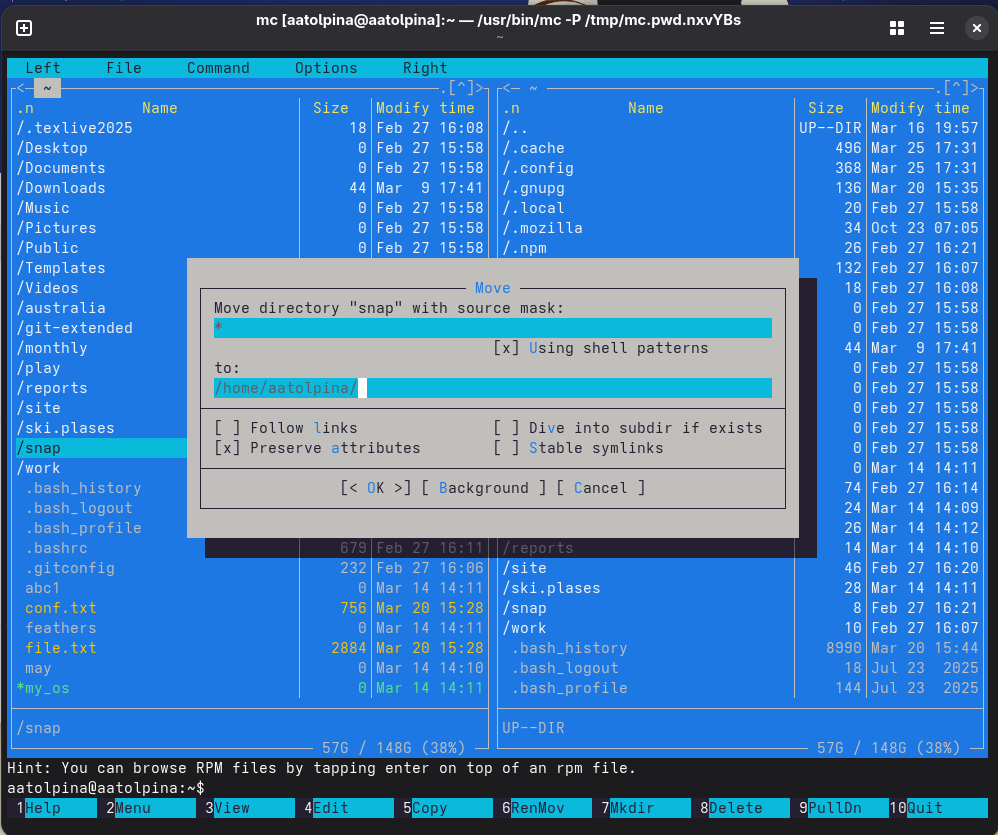 mc [aatolpina@aatolpina]:~ — /usr/bin/mc -P /tmp/mc.pwd.nxvYBs
~
Left File Command Options Right
<— ~ .[^]> <— ~ .[^]>
.n Name Size Modify time .n Name Size Modify time
/.texlive2025 18 Feb 27 16:08 /.. UP--DIR Mar 16 19:57
/Desktop 0 Feb 27 15:58 /.cache 496 Mar 25 17:31
/Documents 0 Feb 27 15:58 /.config 368 Mar 25 17:31
/Downloads 44 Mar 9 17:41 /.gnupg 136 Mar 20 15:35
/Music 0 Feb 27 15:58 /.local 20 Feb 27 15:58
/Pictures 0 Feb 27 15:58 /.mozilla 34 Oct 23 07:05
/Public 0 Feb 27 15:58 /.npm 26 Feb 27 16:21
/Templates 132 Feb 27 16:07
/Videos Move 18 Feb 27 16:08
/australia Move directory "snap" with source mask: 0 Feb 27 15:58
/git-extended * 0 Feb 27 15:58
/monthly [x] Using shell patterns 44 Mar 9 17:41
/play to: 0 Feb 27 15:58
/reports /home/aatolpina/ 0 Feb 27 15:58
/site 0 Feb 27 15:58
/ski.plases [ ] Follow links [ ] Dive into subdir if exists 0 Feb 27 15:58
/snap [x] Preserve attributes [ ] Stable symlinks 0 Feb 27 15:58
/work 0 Mar 14 14:11
.bash_history [< OK >] [ Background ] [ Cancel ] 74 Feb 27 16:14
.bash_logout 24 Mar 14 14:09
.bash_profile 26 Mar 14 14:12
.bashrc 679 Feb 27 16:11 /reports 14 Mar 14 14:10
.gitconfig 232 Feb 27 16:06 /site 46 Feb 27 16:20
abc1 0 Mar 14 14:11 /ski.plases 28 Mar 14 14:11
conf.txt 756 Mar 20 15:28 /snap 8 Feb 27 16:21
feathers 0 Mar 14 14:11 /work 10 Feb 27 16:07
file.txt 2884 Mar 20 15:28 .bash_history 8990 Mar 20 15:44
may 0 Mar 14 14:10 .bash_logout 18 Jul 23 2025
*my_os 0 Mar 14 14:11 .bash_profile 144 Jul 23 2025
/snap UP--DIR
57G / 148G (38%) 57G / 148G (38%)
Hint: You can browse RPM files by tapping enter on top of an rpm file.
aatolpina@aatolpina:~$
1Help 2Menu 3View 4Edit 5Copy 6RenMov 7Mkdir 8Delete 9PullDn 10Quit